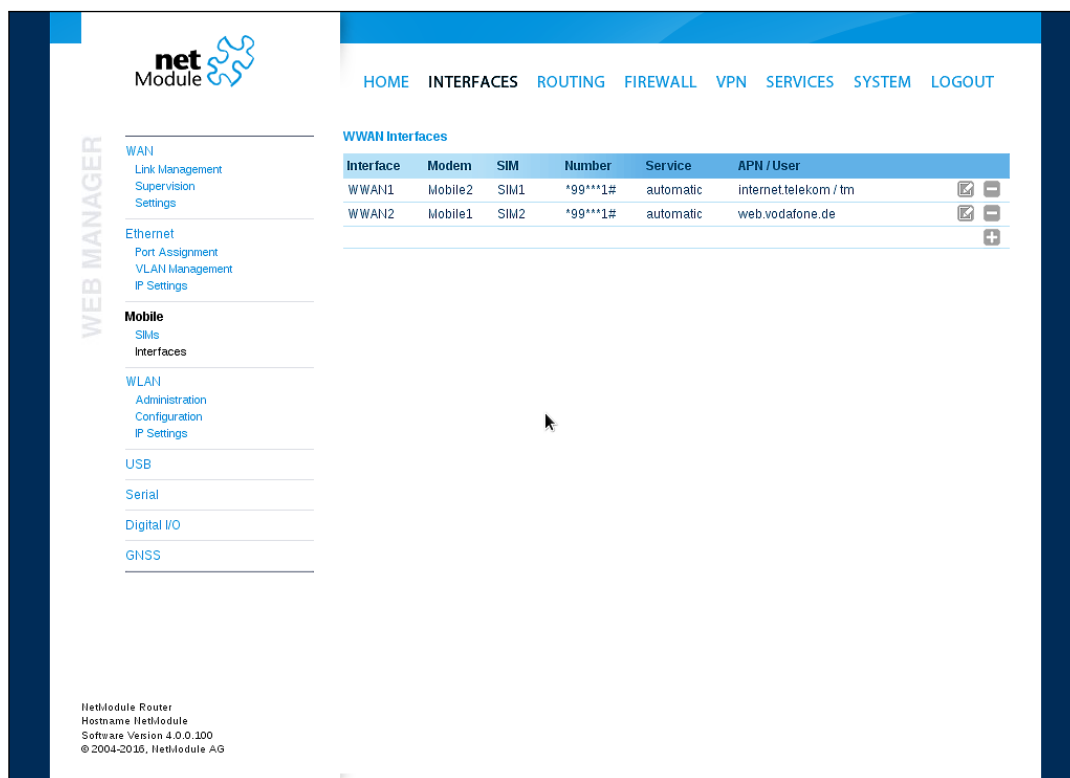 net
Module
HOME INTERFACES ROUTING FIREWALL VPN SERVICES SYSTEM LOGOUT
WEB MANAGER
WAN
Link Management
Supervision
Settings
Ethernet
Port Assignment
VLAN Management
IP Settings
Mobile
SIMs
Interfaces
WLAN
Administration
Configuration
IP Settings
USB
Serial
Digital I/O
GNSS
WWAN Interfaces
Interface Modem SIM Number Service APN / User
WWAN1 Mobile2 SIM1 *99***1# automatic internet.telekom / tm
WWAN2 Mobile1 SIM2 *99***1# automatic web.vodafone.de
NetModule Router
Hostname NetModule
Software Version 4.0.0.100
© 2004-2016, NetModule AG